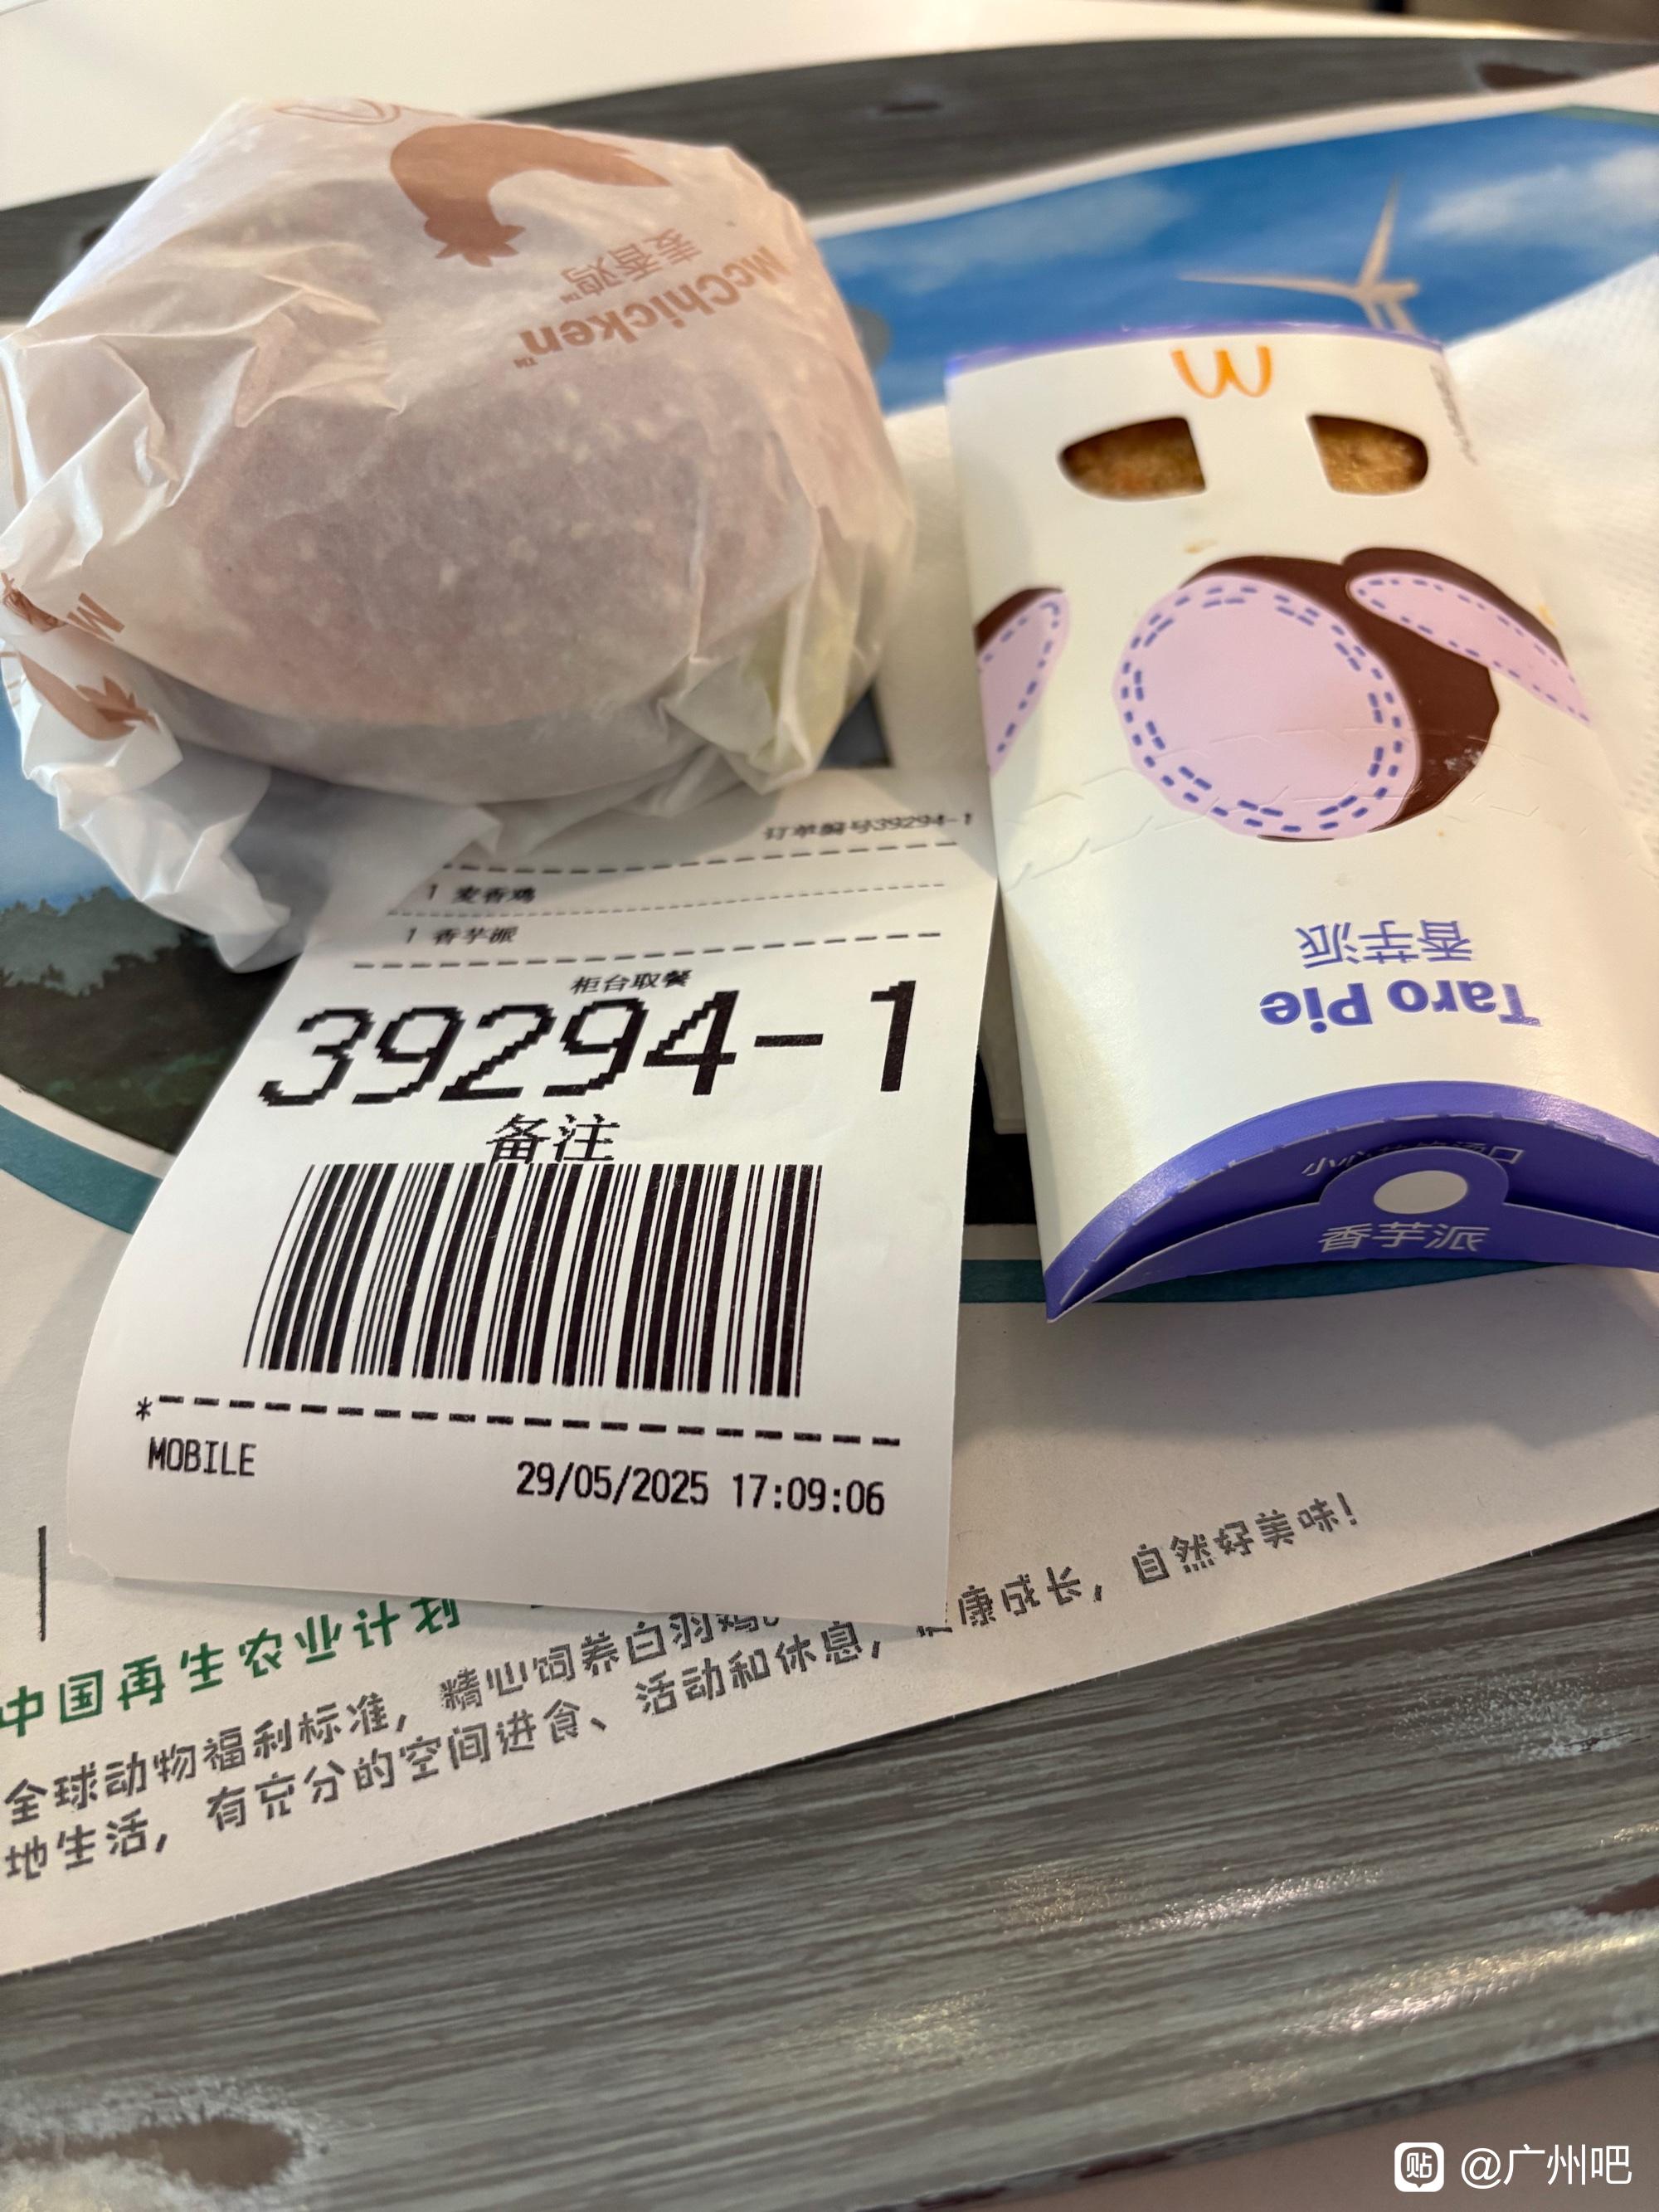 McChicken™
麦香鸡™
订单编号39294-1
1 麦香鸡
1 香芋派
柜台取餐
39294-1
备注
*
MOBILE 29/05/2025 17:09:06
香芋派
Taro Pie
香芋派
中国再生农业计划
全球动物福利标准，精心饲养白羽鸡。
地生活，有充分的空间进食、活动和休息，健康成长，自然好美味！
贴 @广州吧